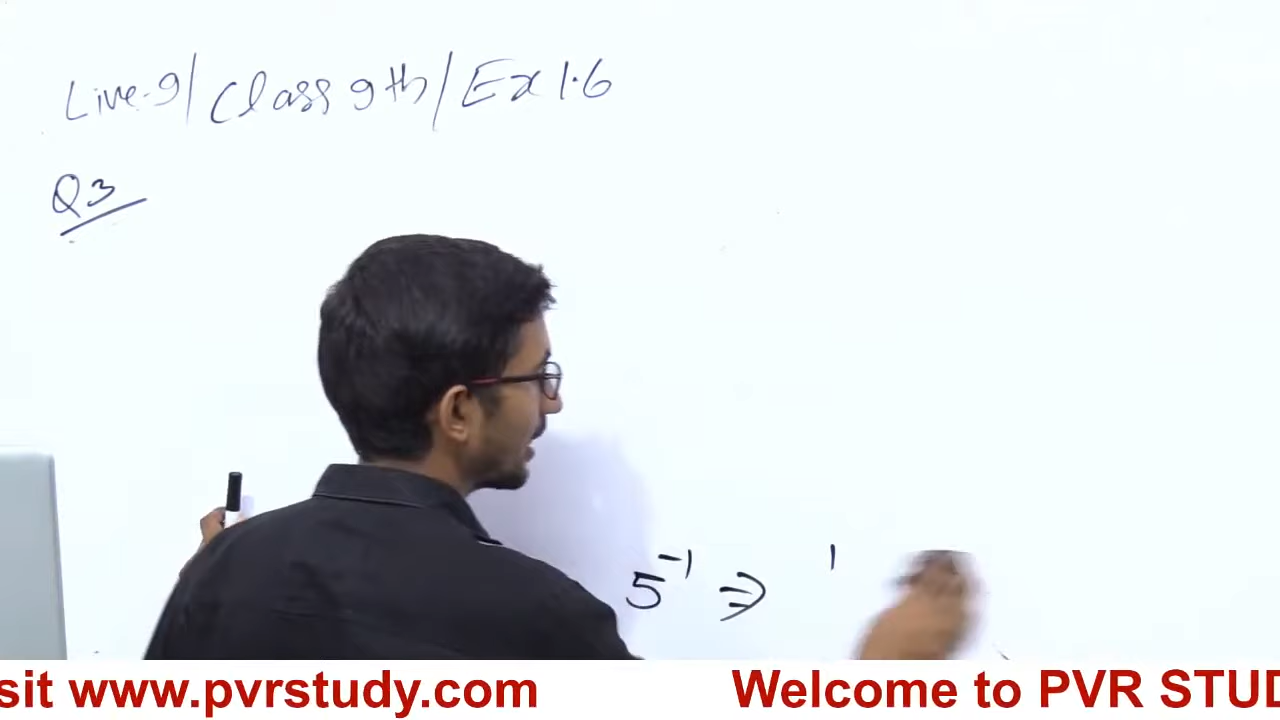 Live-9/Class 9th/Ex 1.6
Q3
5⁻¹ ⇒ 1
sit www.pvrstudy.com Welcome to PVR STUD